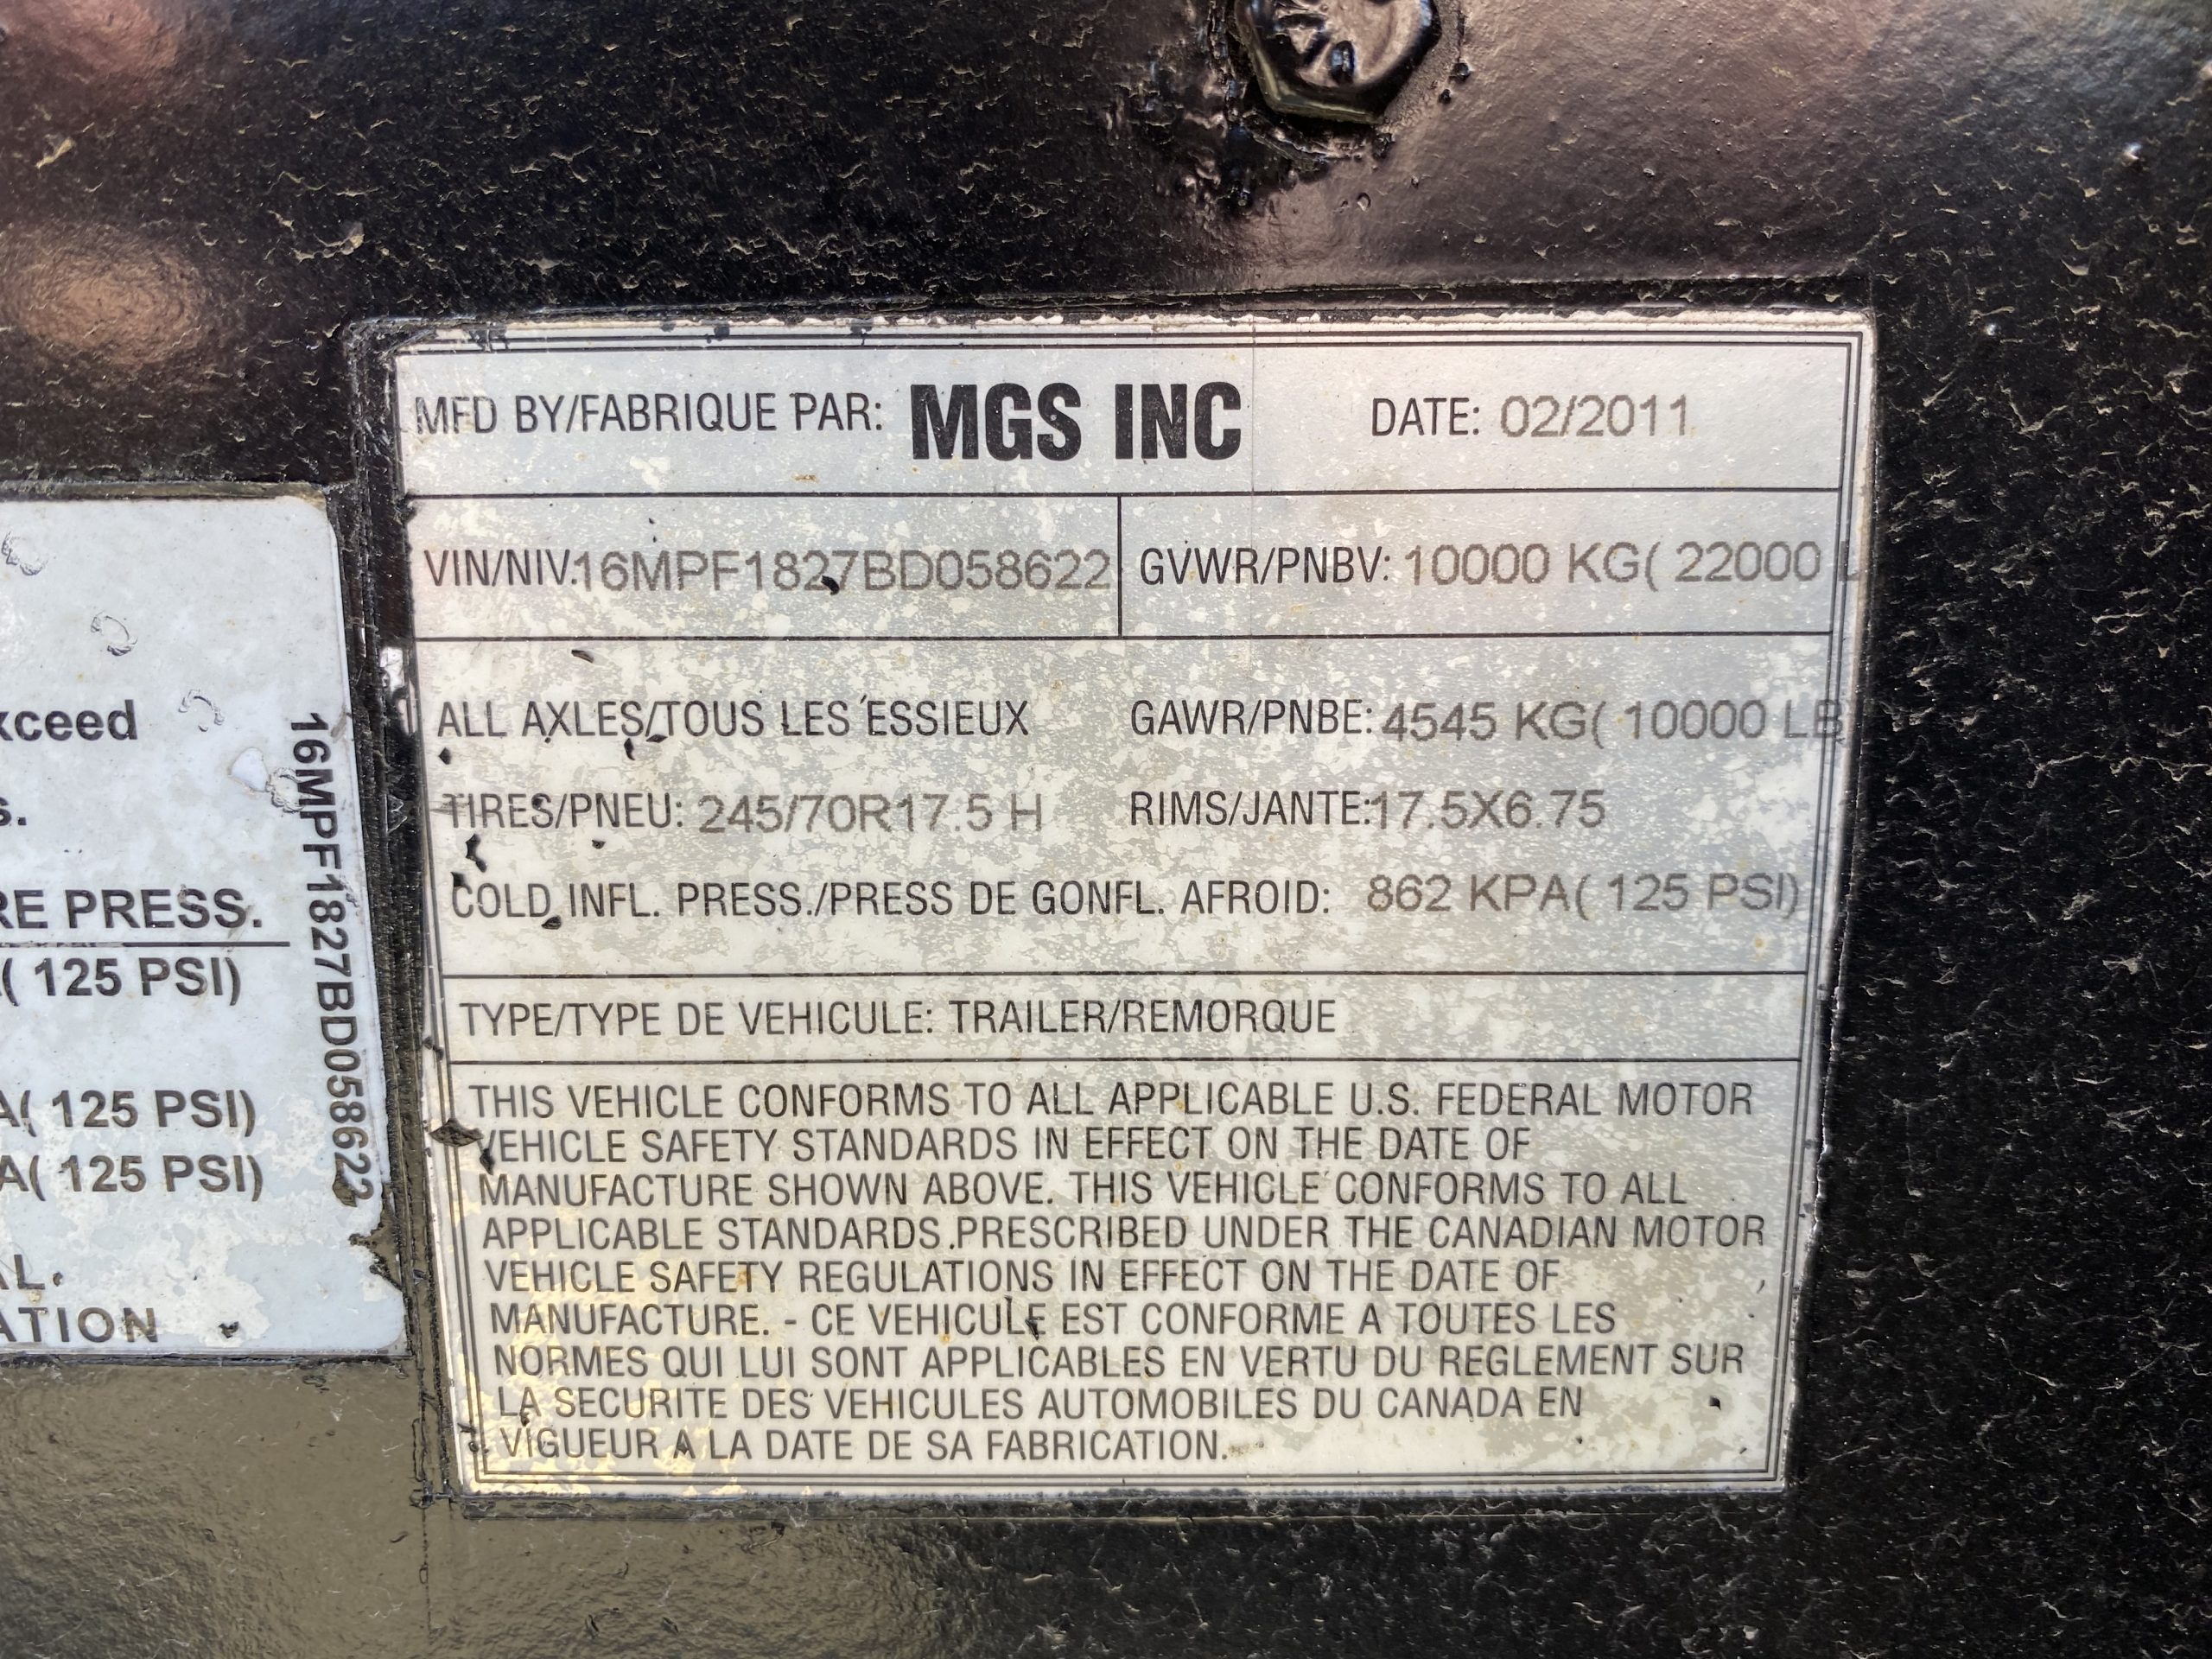 MFD BY/FABRIQUE PAR: MGS INC DATE: 02/2011
VIN/NIV:16MPF1827BD058622 GVWR/PNBV: 10000 KG( 22000 L
ALL AXLES/TOUS LES ESSIEUX GAWR/PNBE: 4545 KG( 10000 LB
TIRES/PNEU: 245/70R17.5 H RIMS/JANTE:17.5X6.75
COLD INFL. PRESS./PRESS DE GONFL. AFROID: 862 KPA( 125 PSI)
TYPE/TYPE DE VEHICULE: TRAILER/REMORQUE
THIS VEHICLE CONFORMS TO ALL APPLICABLE U.S. FEDERAL MOTOR
VEHICLE SAFETY STANDARDS IN EFFECT ON THE DATE OF
MANUFACTURE SHOWN ABOVE. THIS VEHICLE CONFORMS TO ALL
APPLICABLE STANDARDS PRESCRIBED UNDER THE CANADIAN MOTOR
VEHICLE SAFETY REGULATIONS IN EFFECT ON THE DATE OF
MANUFACTURE. - CE VEHICULE EST CONFORME A TOUTES LES
NORMES QUI LUI SONT APPLICABLES EN VERTU DU REGLEMENT SUR
LA SECURITE DES VEHICULES AUTOMOBILES DU CANADA EN
VIGUEUR A LA DATE DE SA FABRICATION.
xceed
s.
RE PRESS.
( 125 PSI)
A( 125 PSI)
A( 125 PSI)
AL.
ATION
16MPF1827BD058622